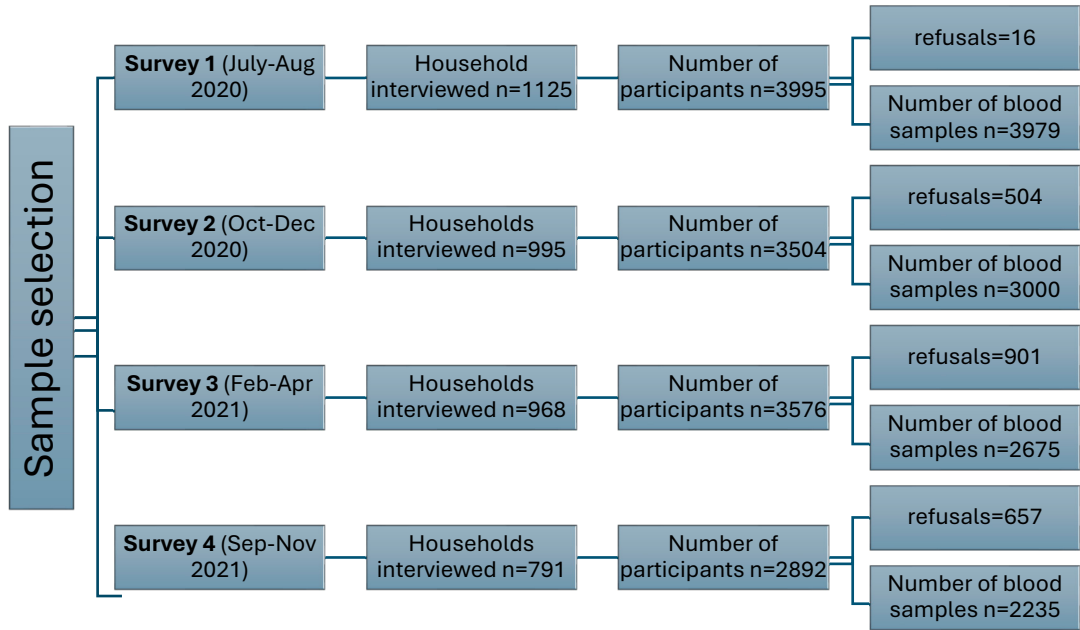 Sample selection
Survey 1 (July-Aug
2020)
Household
interviewed n=1125
Number of
participants n=3995
refusals=16
Number of blood
samples n=3979
Survey 2 (Oct-Dec
2020)
Households
interviewed n=995
Number of
participants n=3504
refusals=504
Number of blood
samples n=3000
Survey 3 (Feb-Apr
2021)
Households
interviewed n=968
Number of
participants n=3576
refusals=901
Number of blood
samples n=2675
Survey 4 (Sep-Nov
2021)
Households
interviewed n=791
Number of
participants n=2892
refusals=657
Number of blood
samples n=2235